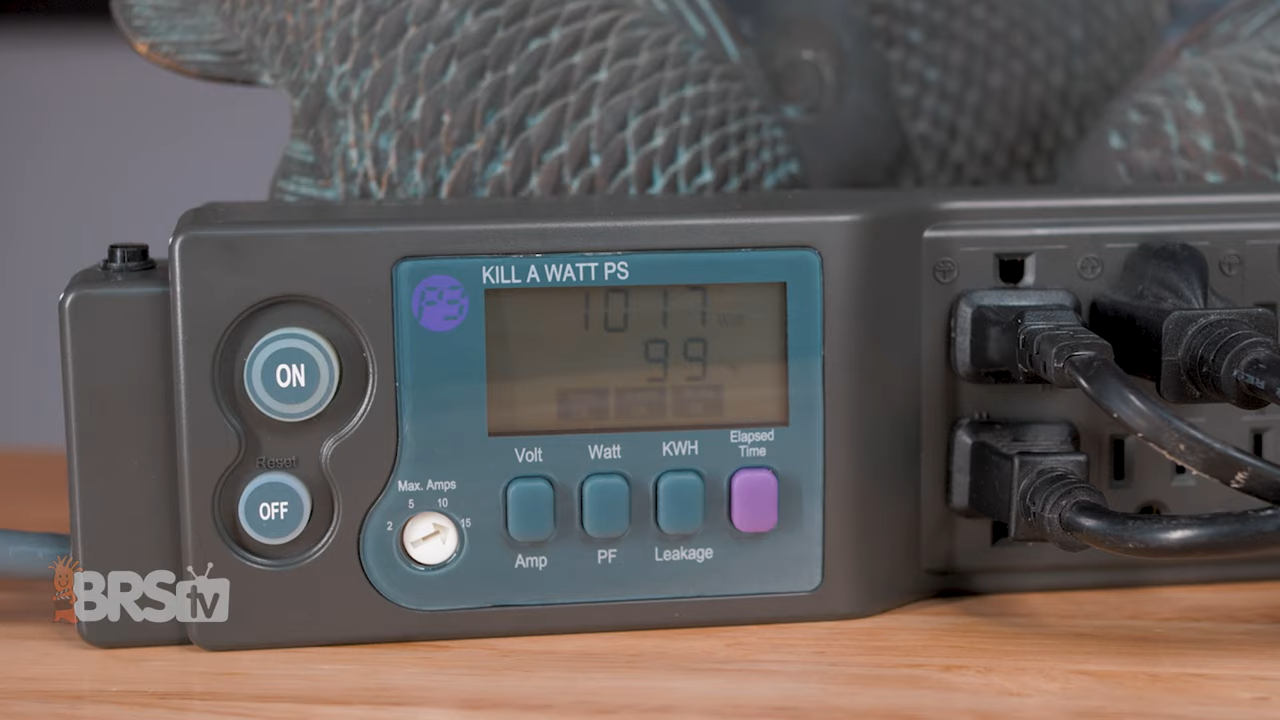 KILL A WATT PS
PS
1017
99
ON
Reset
OFF
Volt Watt KWH Elapsed Time
Max. Amps
2 5 10 15
Amp PF Leakage
BRStv